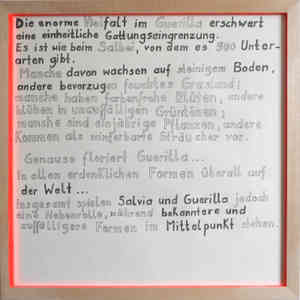 Die enorme Vielfalt im Guerilla erschwert
eine einheitliche Gattungseingrenzung.
Es ist wie beim Salbei, von dem es 900 Unter-
arten gibt.
Manche davon wachsen auf steinigem Boden,
andere bevorzugen feuchtes Grasland;
manche haben farbenfrohe Blüten, andere
blühen in unauffälligen Grüntönen;
manche sind einjährige Pflanzen, andere
kommen als winterharte Sträucher vor.
Genauso floriert Guerilla...
In allen erdenklichen Formen überall auf
der Welt...
Insgesamt spielen Salvia und Guerilla jedoch
eine Nebenrolle, während bekanntere und
auffälligere Formen im Mittelpunkt stehen.